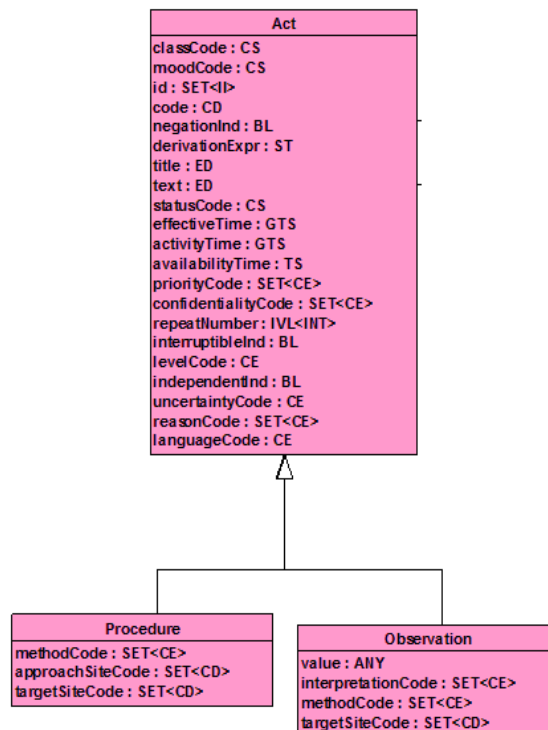 Act
classCode : CS
moodCode : CS
id : SET<II>
code : CD
negationInd : BL
derivationExpr : ST
title : ED
text : ED
statusCode : CS
effectiveTime : GTS
activityTime : GTS
availabilityTime : TS
priorityCode : SET<CE>
confidentialityCode : SET<CE>
repeatNumber : IVL<INT>
interruptibleInd : BL
levelCode : CE
independentInd : BL
uncertaintyCode : CE
reasonCode : SET<CE>
languageCode : CE
Procedure
methodCode : SET<CE>
approachSiteCode : SET<CD>
targetSiteCode : SET<CD>
Observation
value : ANY
interpretationCode : SET<CE>
methodCode : SET<CE>
targetSiteCode : SET<CD>